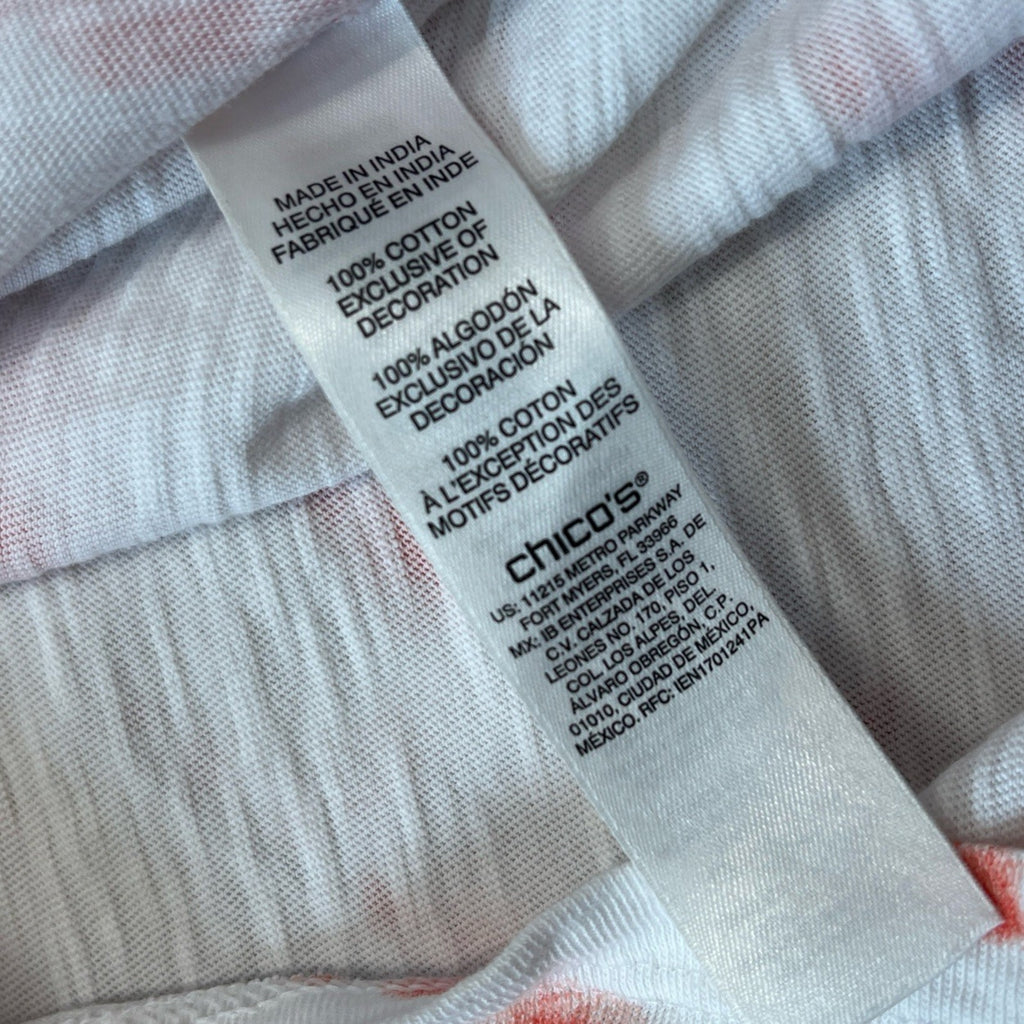 MADE IN INDIA
HECHO EN INDIA
FABRIQUÉ EN INDE
100% COTTON
EXCLUSIVE OF
DECORATION
100% ALGODÓN
EXCLUSIVO DE LA
DECORACIÓN
100% COTON
À L'EXCEPTION DES
MOTIFS DÉCORATIFS
chico's®
US: 11215 METRO PARKWAY
FORT MYERS, FL 33966
MX: IB ENTERPRISES S.A. DE
C.V. CALZADA DE LOS
LEONES NO. 170, PISO 1,
COL. LOS ALPES, DEL.
ÁLVARO OBREGÓN, C.P.
01010, CIUDAD DE MÉXICO,
MÉXICO. RFC: IEN1701241PA